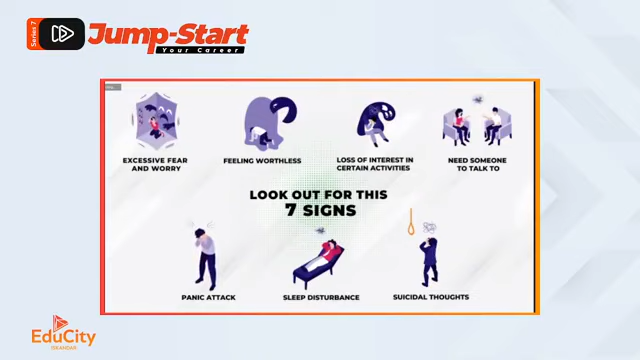 Series 7
Jump-Start
Your Career
EXCESSIVE FEAR
AND WORRY
FEELING WORTHLESS
LOSS OF INTEREST IN
CERTAIN ACTIVITIES
NEED SOMEONE
TO TALK TO
LOOK OUT FOR THIS
7 SIGNS
PANIC ATTACK
SLEEP DISTURBANCE
SUICIDAL THOUGHTS
EduCity
ISKANDAR